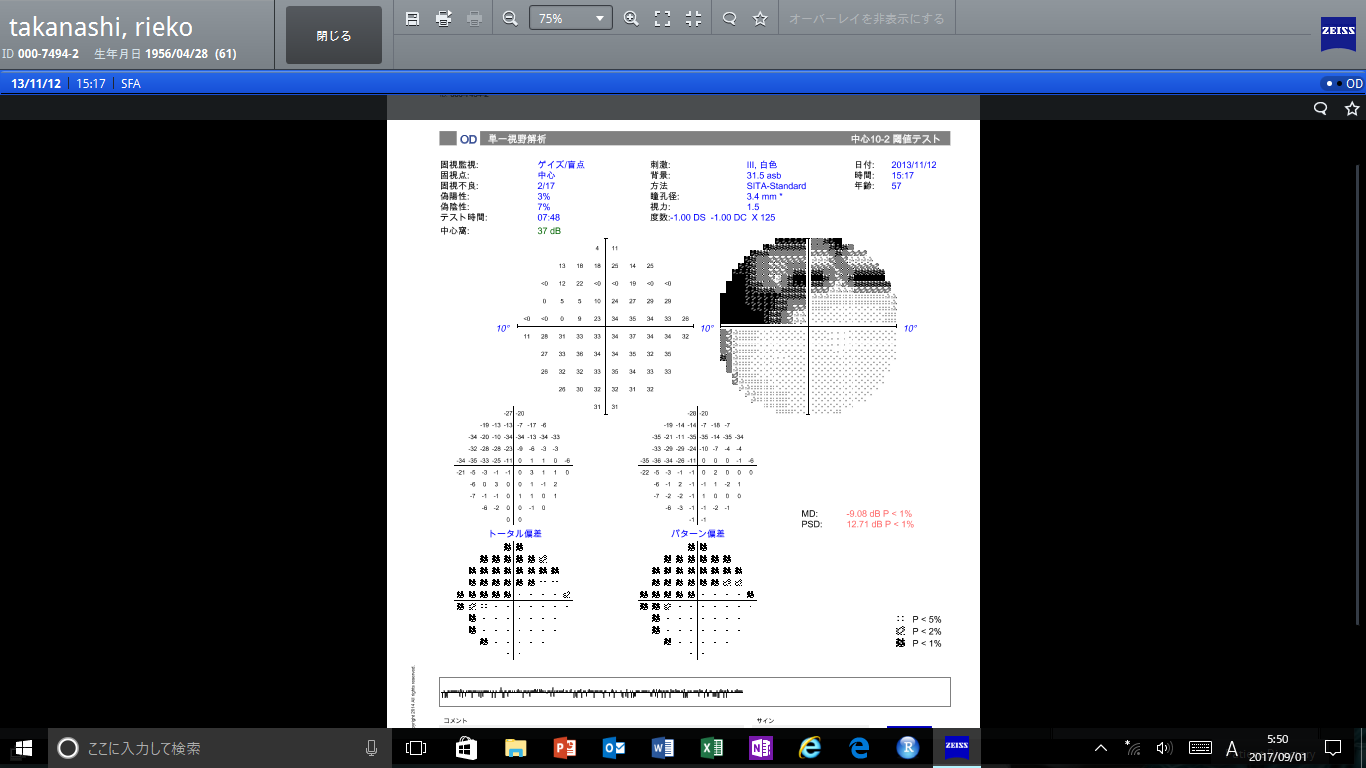 takanashi, rieko
ID 000-7494-2 生年月日 1956/04/28 (61)
閉じる
75%
オーバーレイを非表示にする
ZEISS
13/11/12 15:17 SFA OD
OD 単一視野解析 中心10-2 閾値テスト
固視監視: ゲイズ/盲点 刺激: III, 白色 日付: 2013/11/12
固視点: 中心 背景: 31.5 asb 時間: 15:17
固視不良: 2/17 方法 SITA-Standard 年齢: 57
偽陽性: 3% 瞳孔径: 3.4 mm *
偽陰性: 7% 視力: 1.5
テスト時間: 07:48 度数:-1.00 DS -1.00 DC X 125
中心窩: 37 dB
4 11
13 18 18 25 14 25
<0 12 22 <0 <0 19 <0 <0
0 5 5 10 24 27 29 29
<0 <0 0 9 23 34 35 34 33 26
10° 10° 10°
11 28 31 33 33 34 37 34 34 32
27 33 36 34 34 35 32 35
26 32 32 33 35 34 33 33
26 30 32 32 31 32
31 31
-27 -20 -28 -20
-19 -13 -13 -7 -17 -6 -19 -14 -14 -7 -18 -7
-34 -20 -10 -34 -34 -13 -34 -33 -35 -21 -11 -35 -35 -14 -35 -34
-32 -28 -28 -23 -9 -6 -3 -3 -33 -29 -29 -24 -10 -7 -4 -4
-34 -35 -33 -25 -11 0 1 1 0 -6 -35 -36 -34 -26 -11 0 0 0 -1 -6
-21 -5 -3 -1 -1 0 3 1 1 0 -22 -5 -3 -1 -1 0 2 0 0 0
-6 0 3 0 0 1 -1 2 -6 -1 2 -1 -1 1 -2 1
-7 -1 -1 0 1 1 0 1 -7 -2 -2 -1 1 0 0 0
-6 -2 0 0 -1 0 -6 -3 -1 -1 -2 -1
0 0 -1 -1
MD: -9.08 dB P < 1%
PSD: 12.71 dB P < 1%
トータル偏差 パターン偏差
P < 5%
P < 2%
P < 1%
コメント サイン
ここに入力して検索
ZEISS
A
5:50
2017/09/01